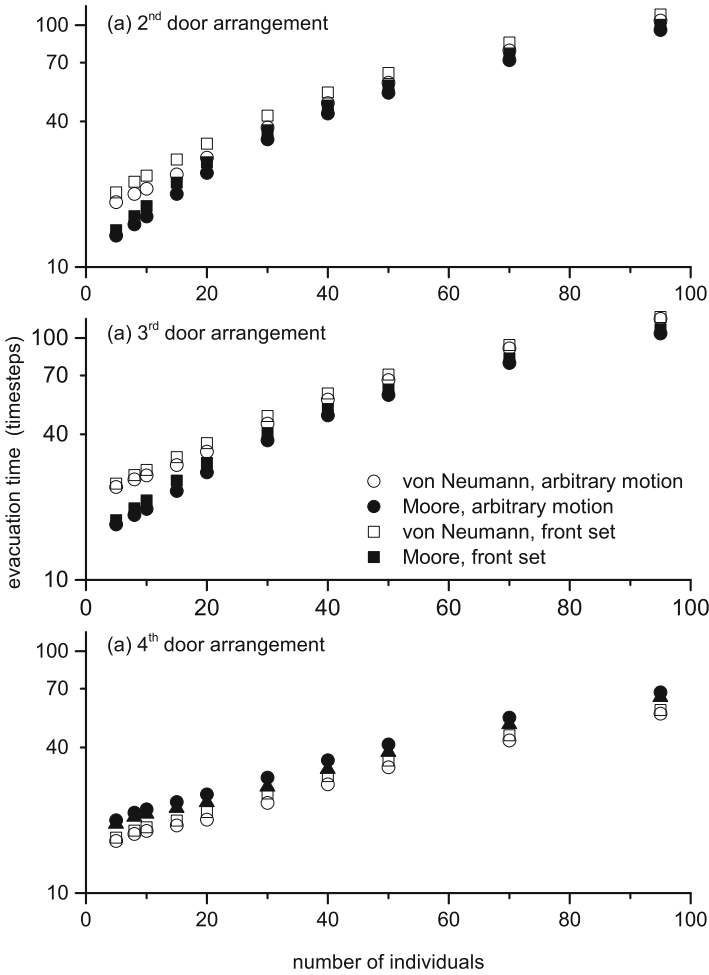 (a) 2nd door arrangement
100
70
40
10
0 20 40 60 80 100
(a) 3rd door arrangement
100
70
40
10
von Neumann, arbitrary motion
Moore, arbitrary motion
von Neumann, front set
Moore, front set
0 20 40 60 80 100
evacuation time (timesteps)
(a) 4th door arrangement
100
70
40
10
0 20 40 60 80 100
number of individuals